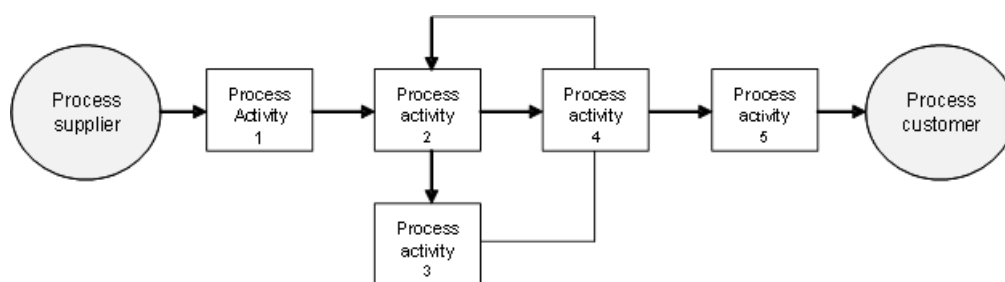 Process
supplier
Process
Activity
1
Process
activity
2
Process
activity
3
Process
activity
4
Process
activity
5
Process
customer